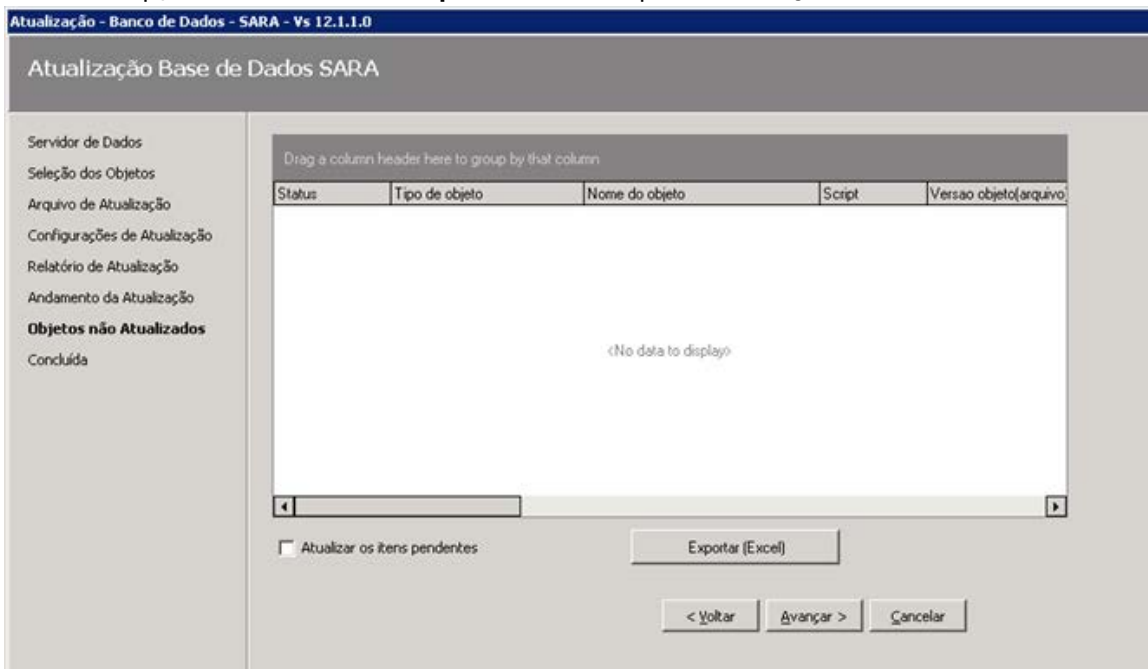 Atualização - Banco de Dados - SARA - Vs 12.1.1.0
Atualização Base de Dados SARA
Servidor de Dados
Seleção dos Objetos
Arquivo de Atualização
Configurações de Atualização
Relatório de Atualização
Andamento da Atualização
Objetos não Atualizados
Concluída
Drag a column header here to group by that column
Status Tipo de objeto Nome do objeto Script Versao objeto(arquivo)
<No data to display>
Atualizar os itens pendentes
Exportar (Excel)
< Voltar Avançar > Cancelar